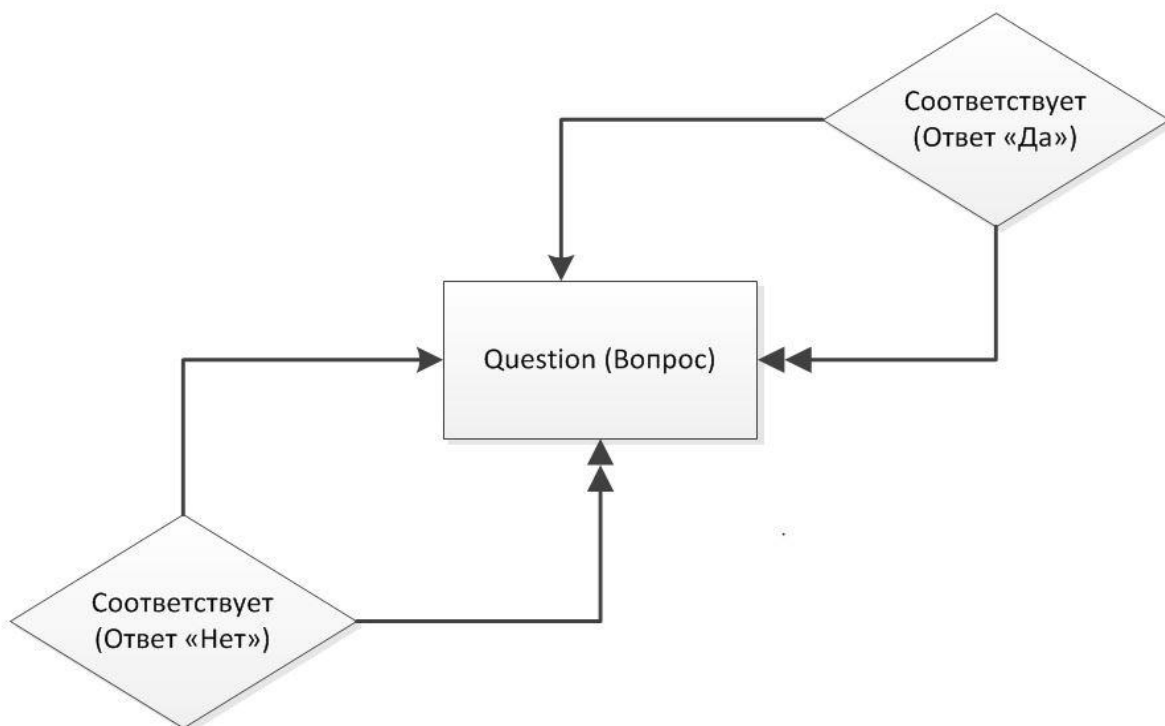 Соответствует
(Ответ «Да»)
Question (Вопрос)
Соответствует
(Ответ «Нет»)